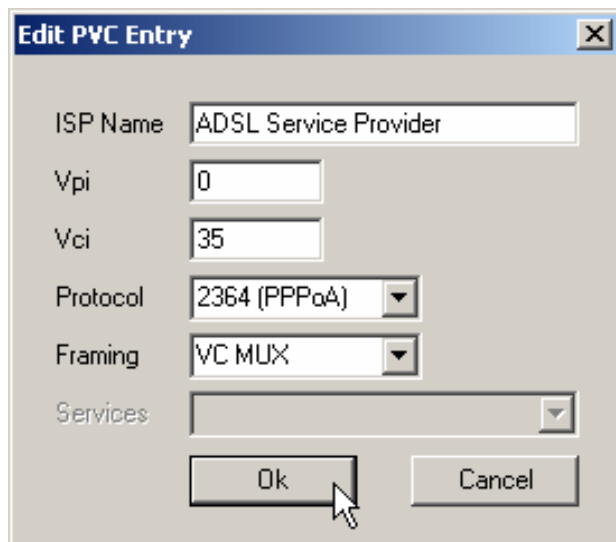 Edit PVC Entry
ISP Name ADSL Service Provider
Vpi 0
Vci 35
Protocol 2364 (PPPoA)
Framing VC MUX
Services
Ok Cancel